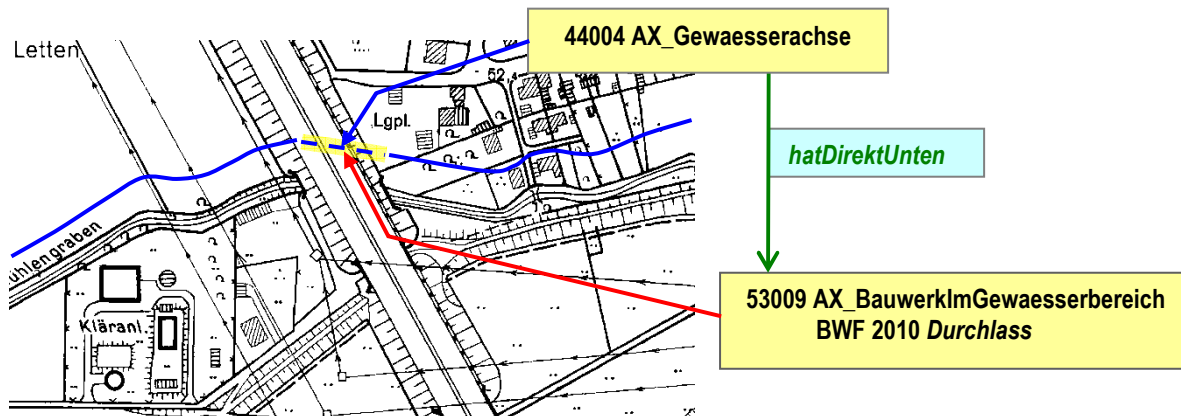 44004 AX_Gewaesserachse
Letten
52,4
Lgpl.
hatDirektUnten
ühlengraben
53009 AX_BauwerkImGewaesserbereich
BWF 2010 Durchlass
Kläranl.